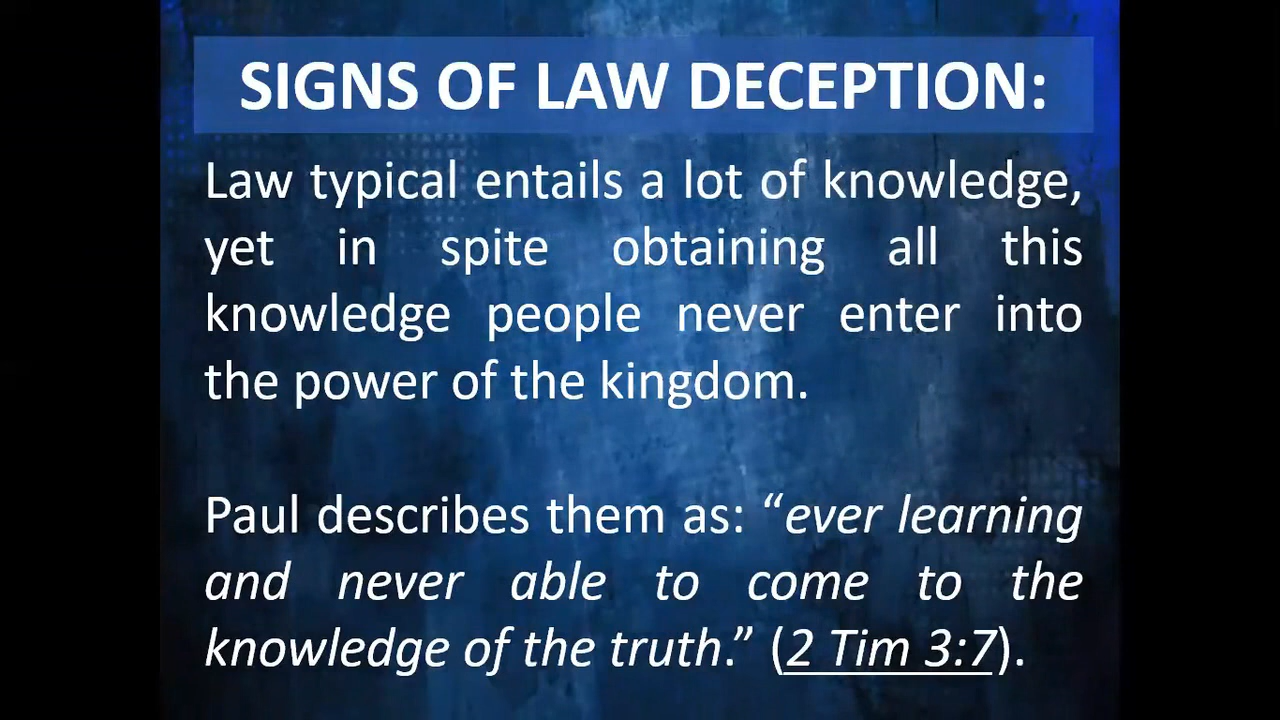 SIGNS OF LAW DECEPTION:
Law typical entails a lot of knowledge,
yet in spite obtaining all this
knowledge people never enter into
the power of the kingdom.
Paul describes them as: “ever learning
and never able to come to the
knowledge of the truth.” (2 Tim 3:7).